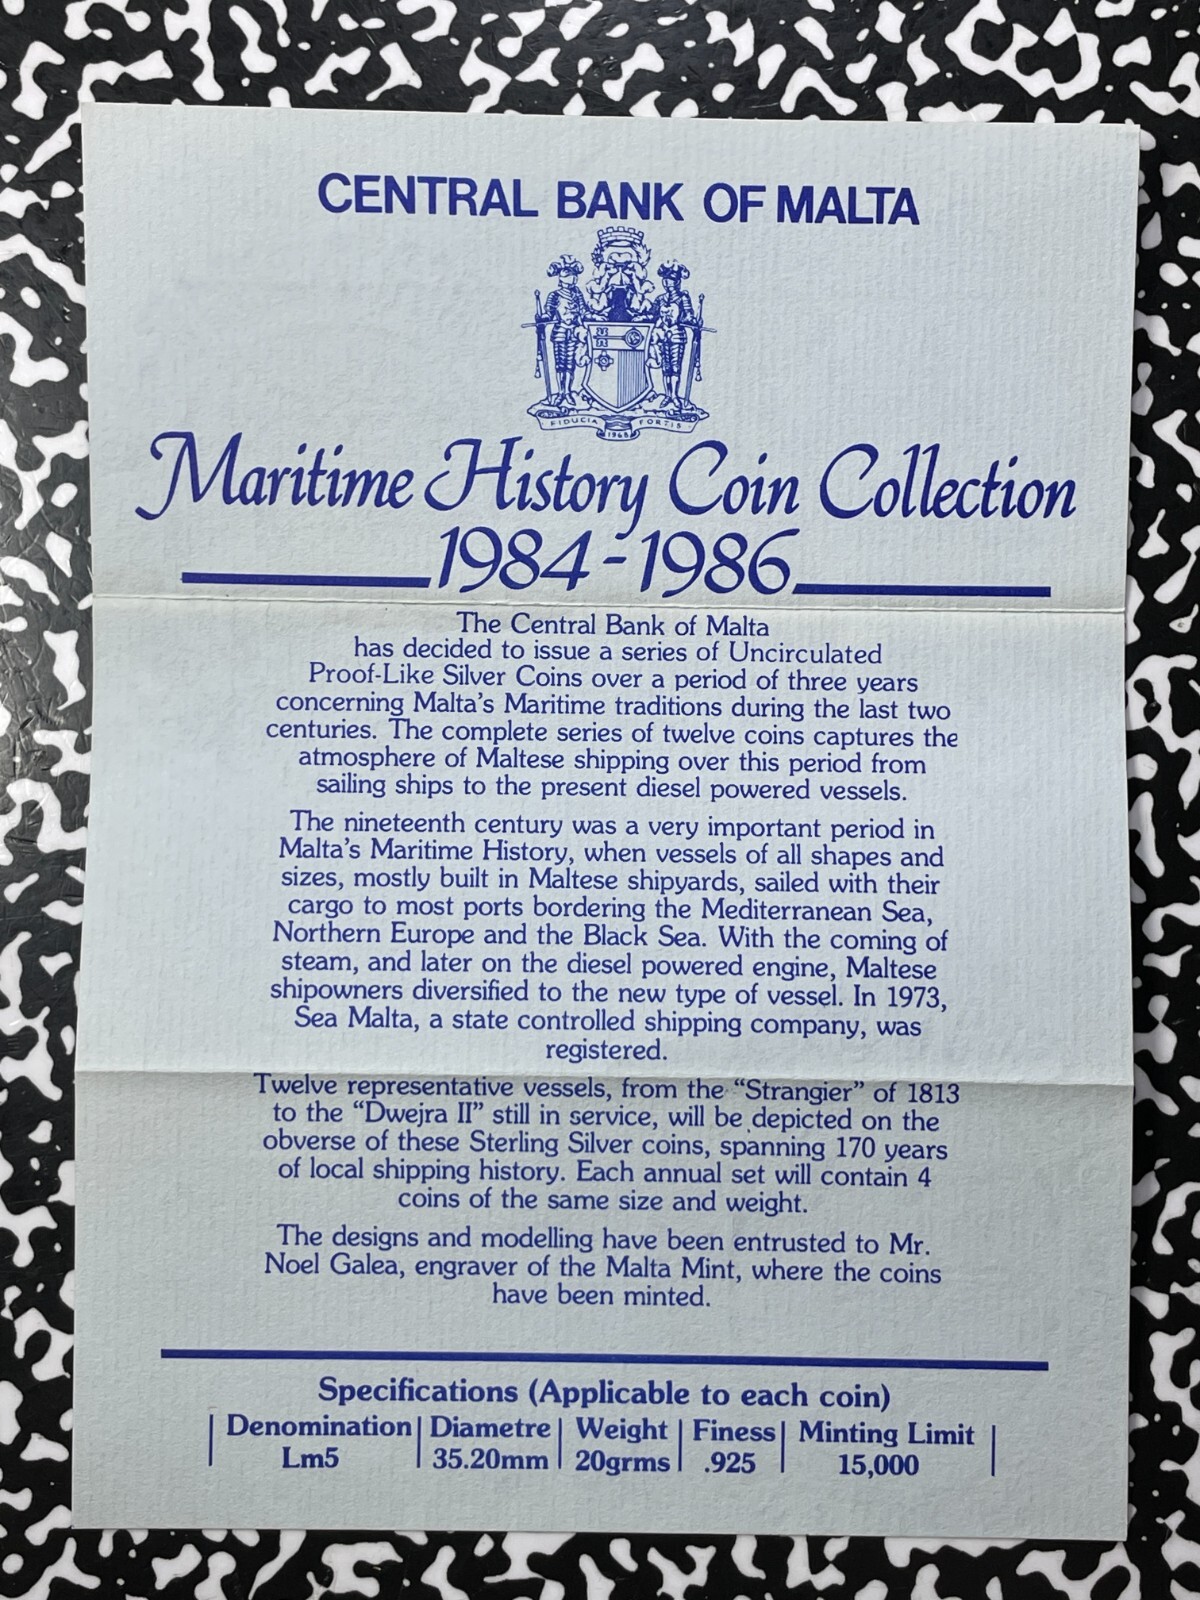 CENTRAL BANK OF MALTA
FIDUCIA FORTIS
1968
Maritime History Coin Collection
1984-1986
The Central Bank of Malta
has decided to issue a series of Uncirculated
Proof-Like Silver Coins over a period of three years
concerning Malta's Maritime traditions during the last two
centuries. The complete series of twelve coins captures the
atmosphere of Maltese shipping over this period from
sailing ships to the present diesel powered vessels.
The nineteenth century was a very important period in
Malta's Maritime History, when vessels of all shapes and
sizes, mostly built in Maltese shipyards, sailed with their
cargo to most ports bordering the Mediterranean Sea,
Northern Europe and the Black Sea. With the coming of
steam, and later on the diesel powered engine, Maltese
shipowners diversified to the new type of vessel. In 1973,
Sea Malta, a state controlled shipping company, was
registered.
Twelve representative vessels, from the “Strangier” of 1813
to the “Dwejra II” still in service, will be depicted on the
obverse of these Sterling Silver coins, spanning 170 years
of local shipping history. Each annual set will contain 4
coins of the same size and weight.
The designs and modelling have been entrusted to Mr.
Noel Galea, engraver of the Malta Mint, where the coins
have been minted.
Specifications (Applicable to each coin)
Denomination Diametre Weight Finess Minting Limit
Lm5 35.20mm 20grms .925 15,000